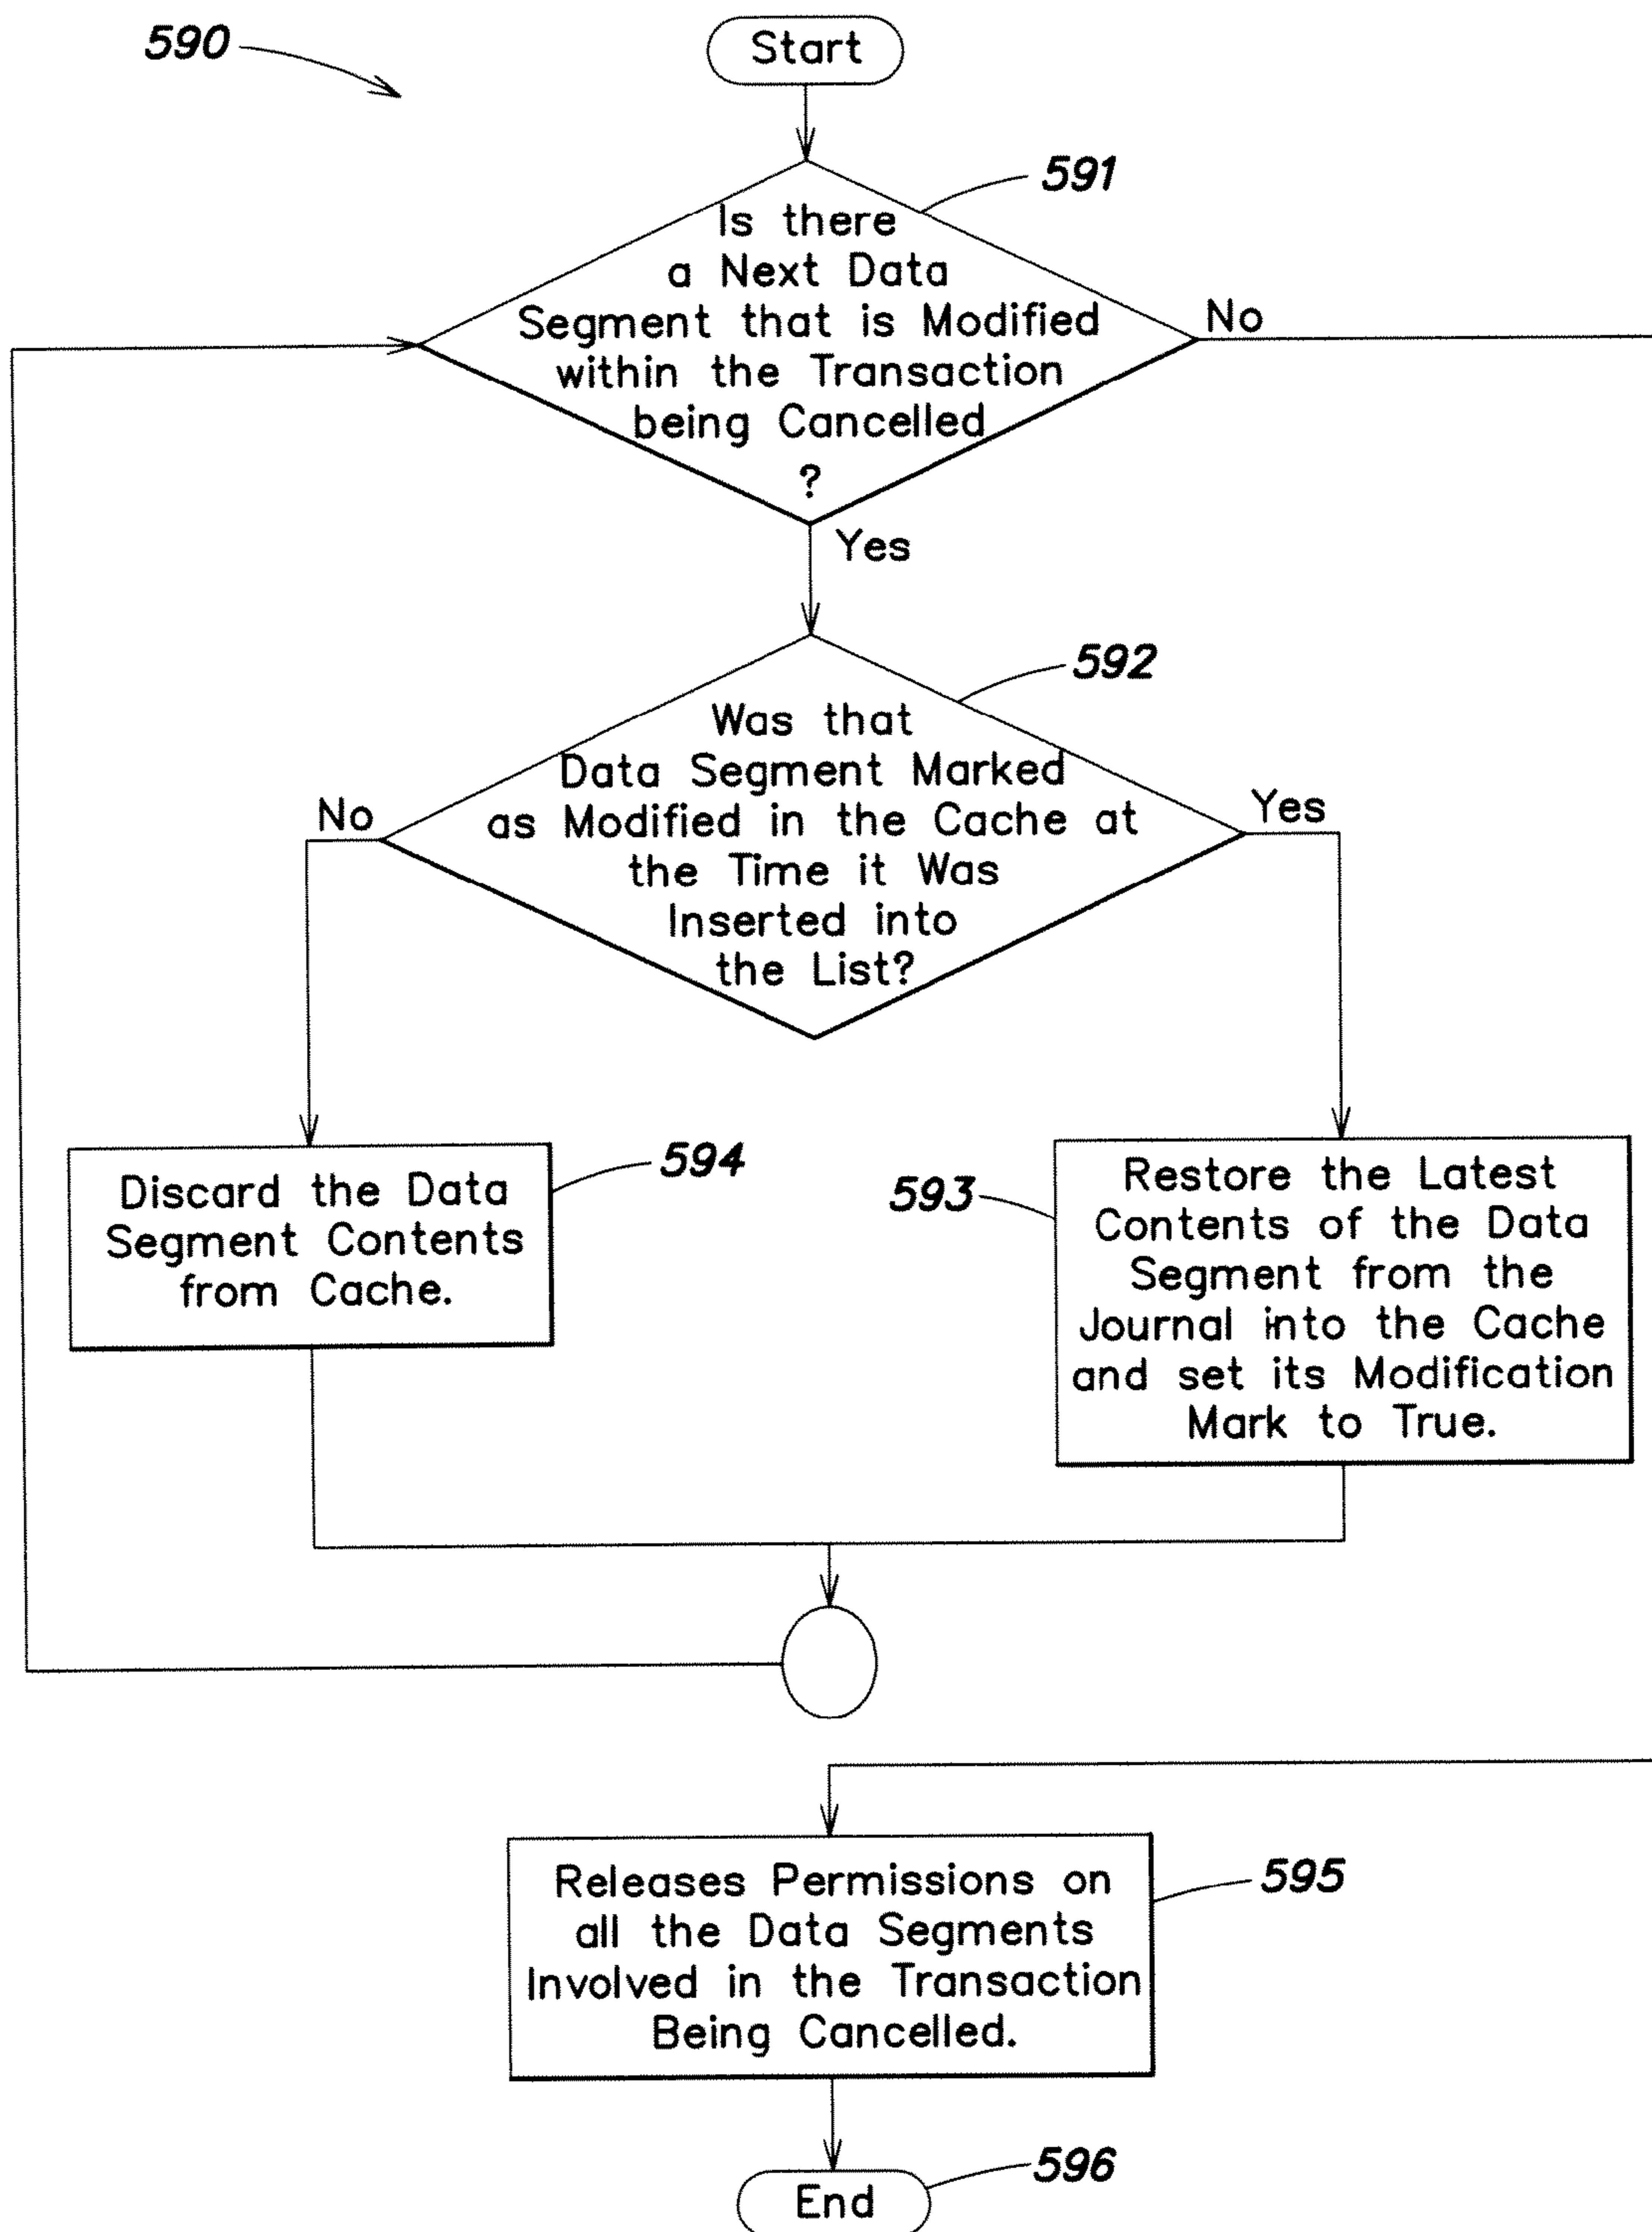 590
Start
591
Is there
a Next Data
Segment that is Modified
within the Transaction
being Cancelled
?
No
Yes
592
Was that
Data Segment Marked
as Modified in the Cache at
the Time it Was
Inserted into
the List?
No
Yes
594
Discard the Data
Segment Contents
from Cache.
593
Restore the Latest
Contents of the Data
Segment from the
Journal into the Cache
and set its Modification
Mark to True.
595
Releases Permissions on
all the Data Segments
Involved in the Transaction
Being Cancelled.
596
End